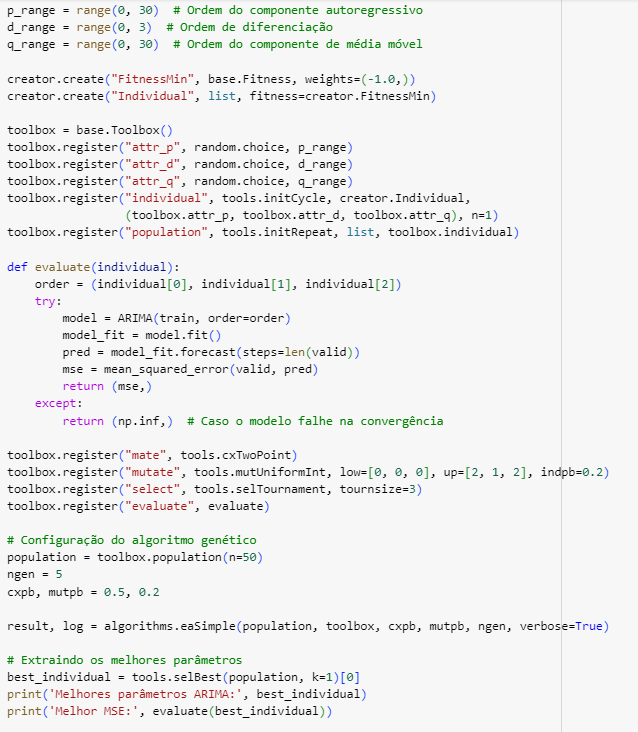 p_range = range(0, 30)  # Ordem do componente autoregressivo
d_range = range(0, 3)  # Ordem de diferenciação
q_range = range(0, 30)  # Ordem do componente de média móvel

creator.create("FitnessMin", base.Fitness, weights=(-1.0,))
creator.create("Individual", list, fitness=creator.FitnessMin)

toolbox = base.Toolbox()
toolbox.register("attr_p", random.choice, p_range)
toolbox.register("attr_d", random.choice, d_range)
toolbox.register("attr_q", random.choice, q_range)
toolbox.register("individual", tools.initCycle, creator.Individual,
                 (toolbox.attr_p, toolbox.attr_d, toolbox.attr_q), n=1)
toolbox.register("population", tools.initRepeat, list, toolbox.individual)

def evaluate(individual):
    order = (individual[0], individual[1], individual[2])
    try:
        model = ARIMA(train, order=order)
        model_fit = model.fit()
        pred = model_fit.forecast(steps=len(valid))
        mse = mean_squared_error(valid, pred)
        return (mse,)
    except:
        return (np.inf,)  # Caso o modelo falhe na convergência

toolbox.register("mate", tools.cxTwoPoint)
toolbox.register("mutate", tools.mutUniformInt, low=[0, 0, 0], up=[2, 1, 2], indpb=0.2)
toolbox.register("select", tools.selTournament, tournsize=3)
toolbox.register("evaluate", evaluate)

# Configuração do algoritmo genético
population = toolbox.population(n=50)
ngen = 5
cxpb, mutpb = 0.5, 0.2

result, log = algorithms.eaSimple(population, toolbox, cxpb, mutpb, ngen, verbose=True)

# Extraindo os melhores parâmetros
best_individual = tools.selBest(population, k=1)[0]
print('Melhores parâmetros ARIMA:', best_individual)
print('Melhor MSE:', evaluate(best_individual))